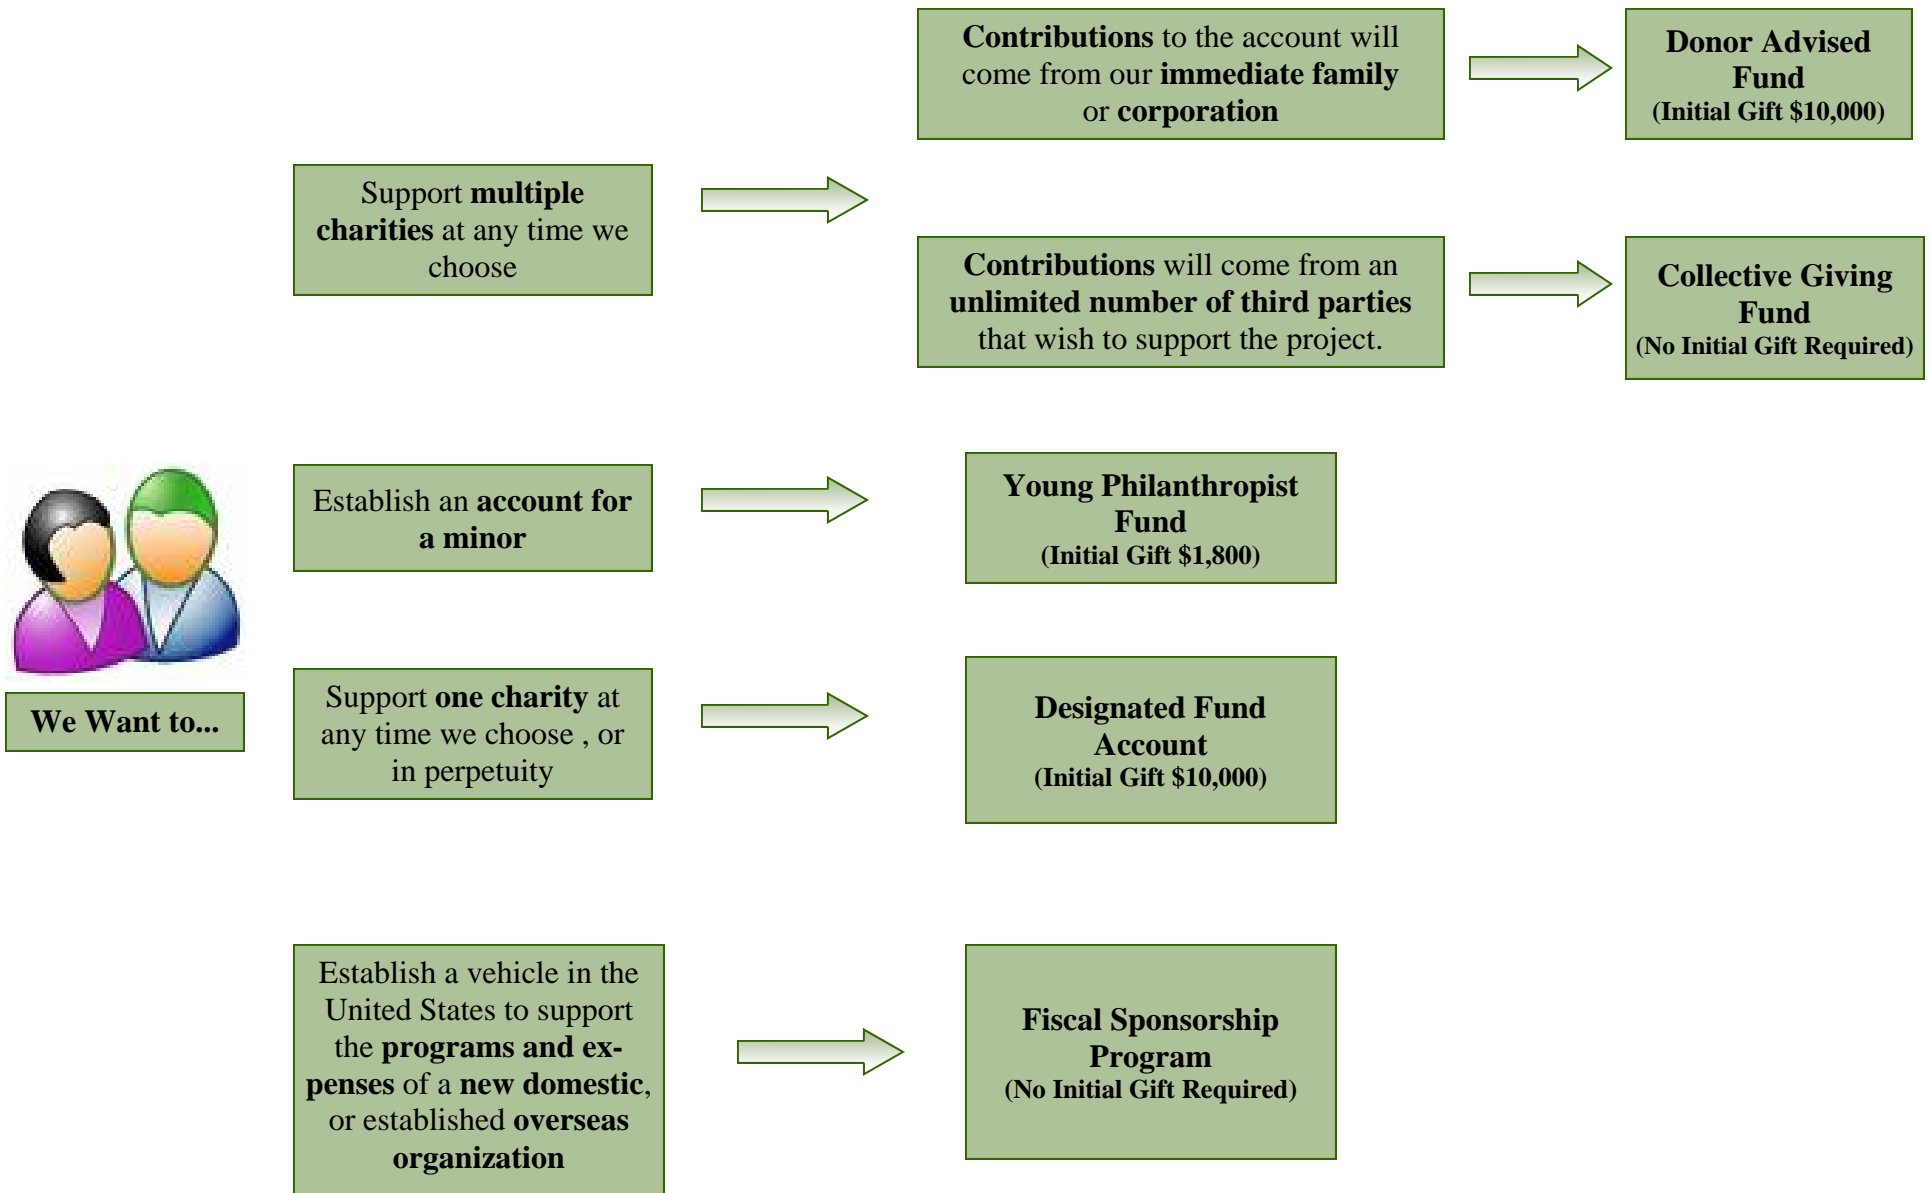 Contributions to the account will
come from our immediate family
or corporation
Donor Advised
Fund
(Initial Gift $10,000)
Support multiple
charities at any time we
choose
Contributions will come from an
unlimited number of third parties
that wish to support the project.
Collective Giving
Fund
(No Initial Gift Required)
We Want to...
Establish an account for
a minor
Young Philanthropist
Fund
(Initial Gift $1,800)
Support one charity at
any time we choose , or
in perpetuity
Designated Fund
Account
(Initial Gift $10,000)
Establish a vehicle in the
United States to support
the programs and ex-
penses of a new domestic,
or established overseas
organization
Fiscal Sponsorship
Program
(No Initial Gift Required)